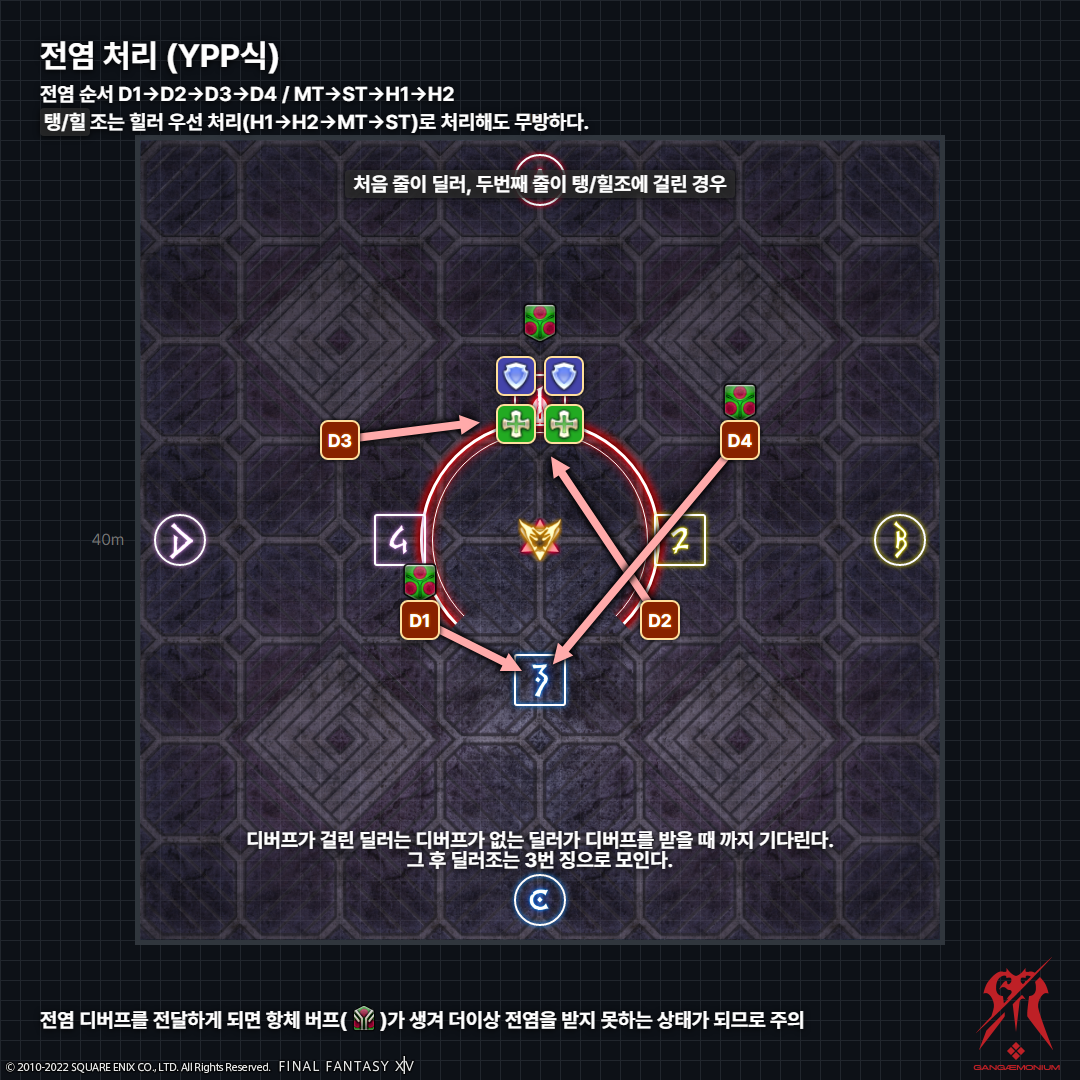 전염 처리 (YPP식)
전염 순서 D1→D2→D3→D4 / MT→ST→H1→H2
탱/힐 조는 힐러 우선 처리(H1→H2→MT→ST)로 처리해도 무방하다.
처음 줄이 딜러, 두번째 줄이 탱/힐조에 걸린 경우
D3
D4
40m
D
4
2
B
D1
D2
3
디버프가 걸린 딜러는 디버프가 없는 딜러가 디버프를 받을 때 까지 기다린다.
그 후 딜러조는 3번 징으로 모인다.
C
전염 디버프를 전달하게 되면 항체 버프( )가 생겨 더이상 전염을 받지 못하는 상태가 되므로 주의
© 2010-2022 SQUARE ENIX CO., LTD. All Rights Reserved. FINAL FANTASY XIV
GANGÆMONIUM